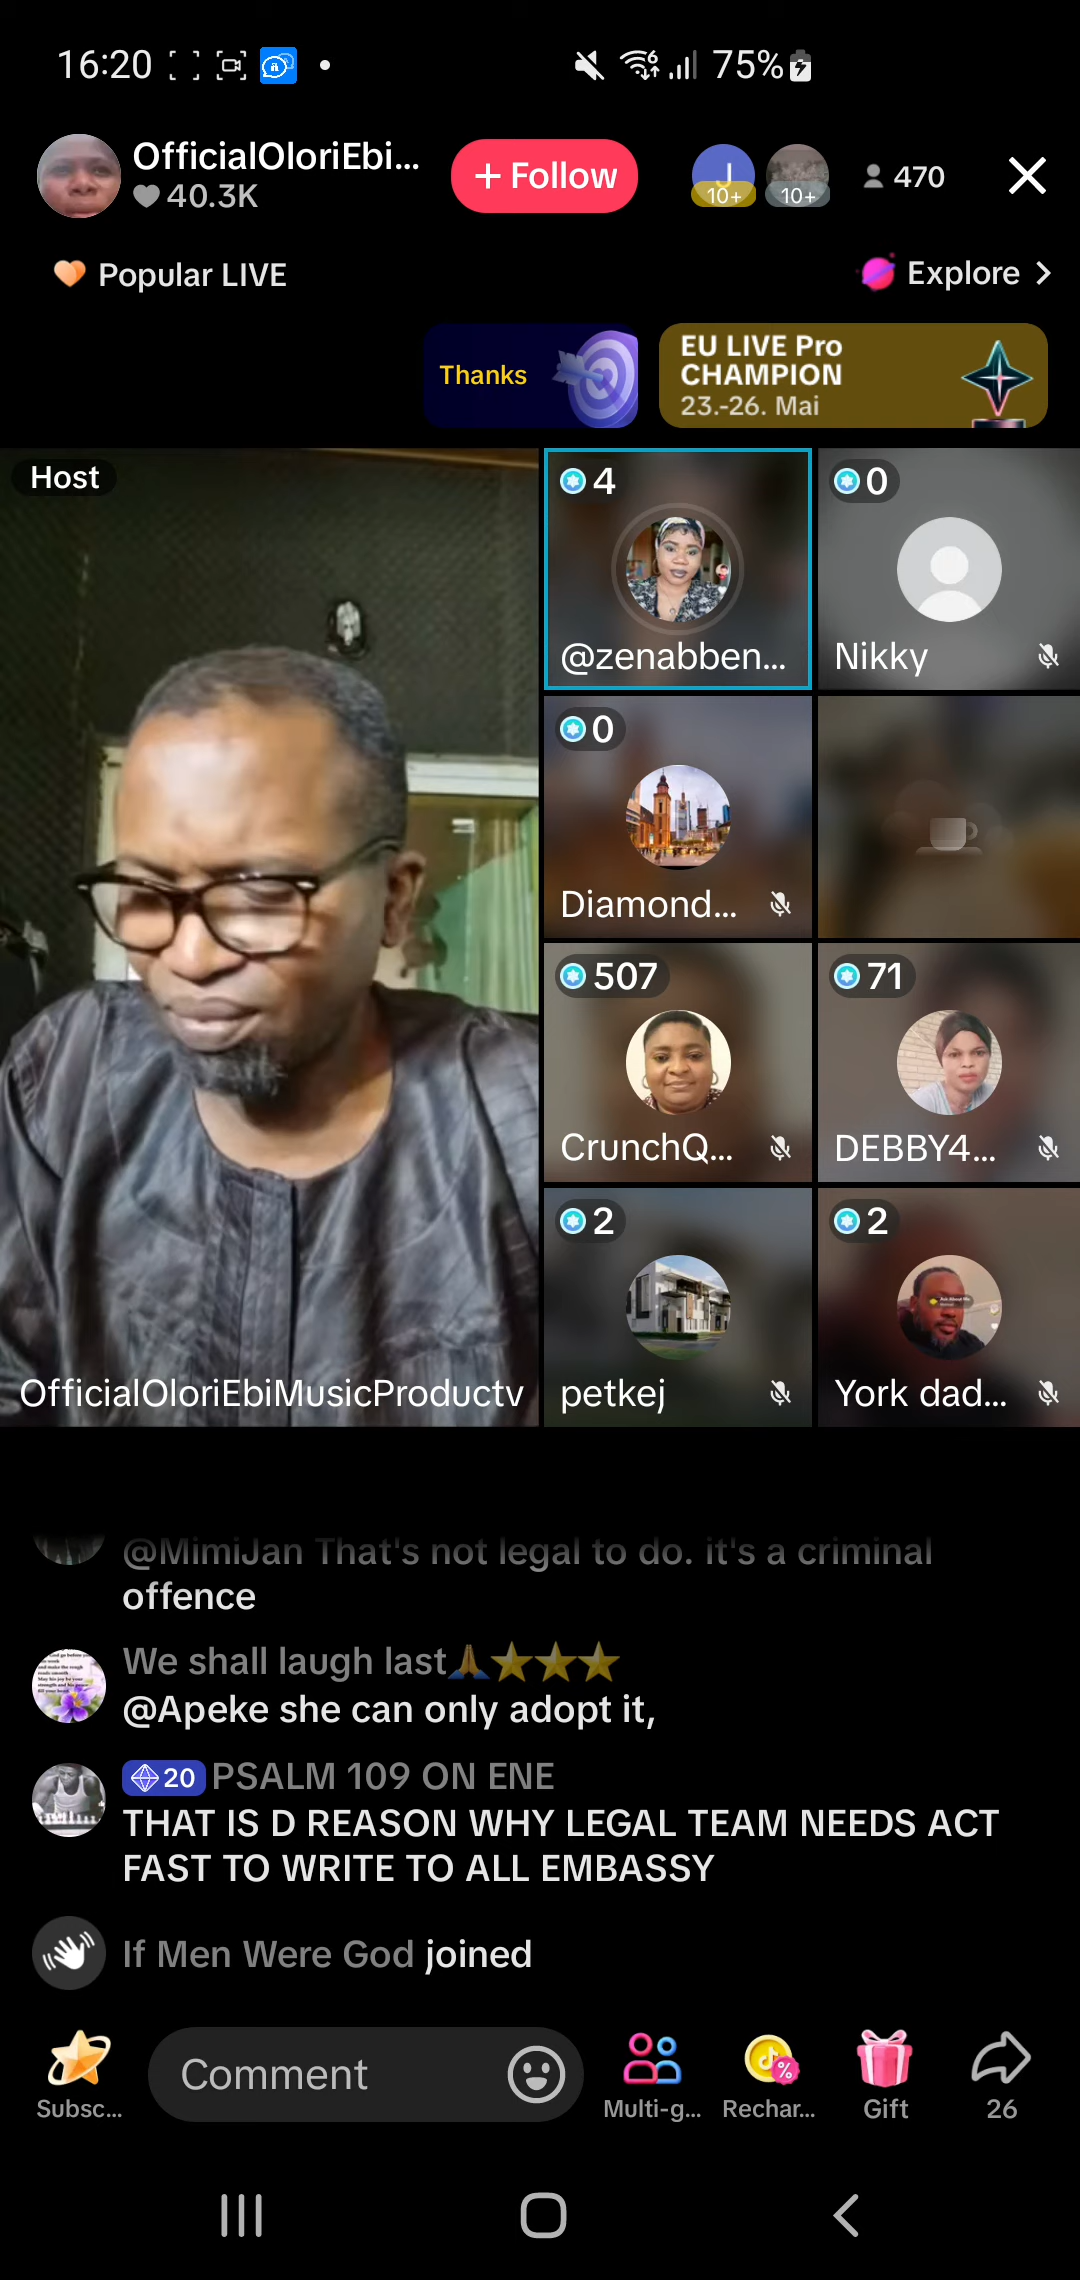 16:20
75%
OfficialOloriEbi...
40.3K
+ Follow
J
10+
10+
470
Popular LIVE
Explore
Thanks
EU LIVE Pro
CHAMPION
23.-26. Mai
Host
4
@zenabben...
0
Nikky
0
Diamond...
507
CrunchQ...
71
DEBBY4...
2
petkej
2
York dad...
OfficialOloriEbiMusicProductv
@MimiJan That's not legal to do. it's a criminal
offence
We shall laugh last🙏⭐⭐⭐
@Apeke she can only adopt it,
20 PSALM 109 ON ENE
THAT IS D REASON WHY LEGAL TEAM NEEDS ACT
FAST TO WRITE TO ALL EMBASSY
If Men Were God joined
Subsc...
Comment
Multi-g...
Rechar...
Gift
26